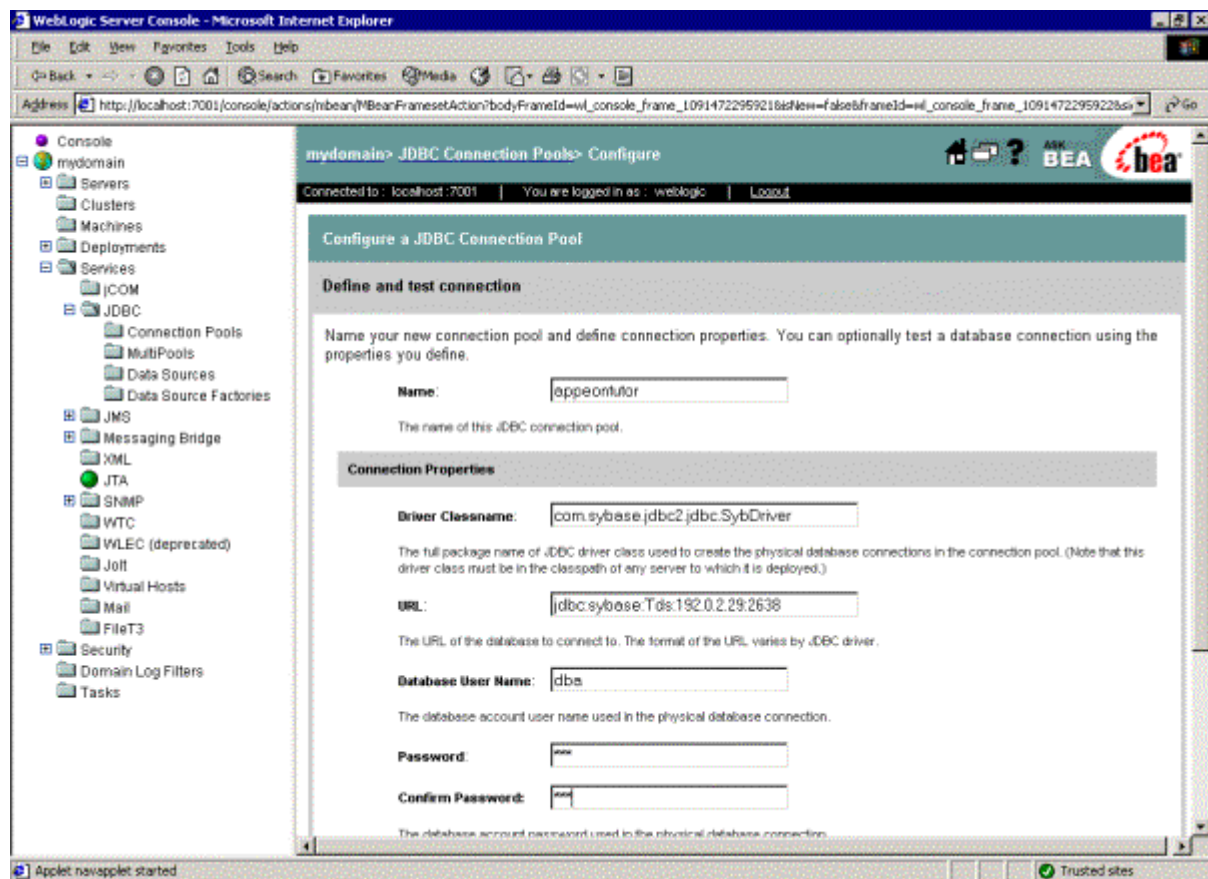 WebLogic Server Console - Microsoft Internet Explorer
File Edit View Favorites Tools Help
Back Search Favorites Media
Address http://localhost:7001/console/actions/mbean/MBeanFramesetAction?bodyFrameId=wl_console_frame_1091472295921&isNew=false&frameId=wl_console_frame_1091472295922&si Go
Console
mydomain
Servers
Clusters
Machines
Deployments
Services
jCOM
JDBC
Connection Pools
MultiPools
Data Sources
Data Source Factories
JMS
Messaging Bridge
XML
JTA
SNMP
WTC
WLEC (deprecated)
Jolt
Virtual Hosts
Mail
FileT3
Security
Domain Log Filters
Tasks
mydomain> JDBC Connection Pools> Configure
? ASK BEA bea
Connected to : localhost :7001 | You are logged in as : weblogic | Logout
Configure a JDBC Connection Pool
Define and test connection
Name your new connection pool and define connection properties. You can optionally test a database connection using the
properties you define.
Name: appeontutor
The name of this JDBC connection pool.
Connection Properties
Driver Classname: com.sybase.jdbc2.jdbc.SybDriver
The full package name of JDBC driver class used to create the physical database connections in the connection pool. (Note that this
driver class must be in the classpath of any server to which it is deployed.)
URL: jdbc:sybase:Tds:192.0.2.29:2638
The URL of the database to connect to. The format of the URL varies by JDBC driver.
Database User Name: dba
The database account user name used in the physical database connection.
Password: ***
Confirm Password: ***
The database account password used in the physical database connection.
Applet navapplet started
Trusted sites